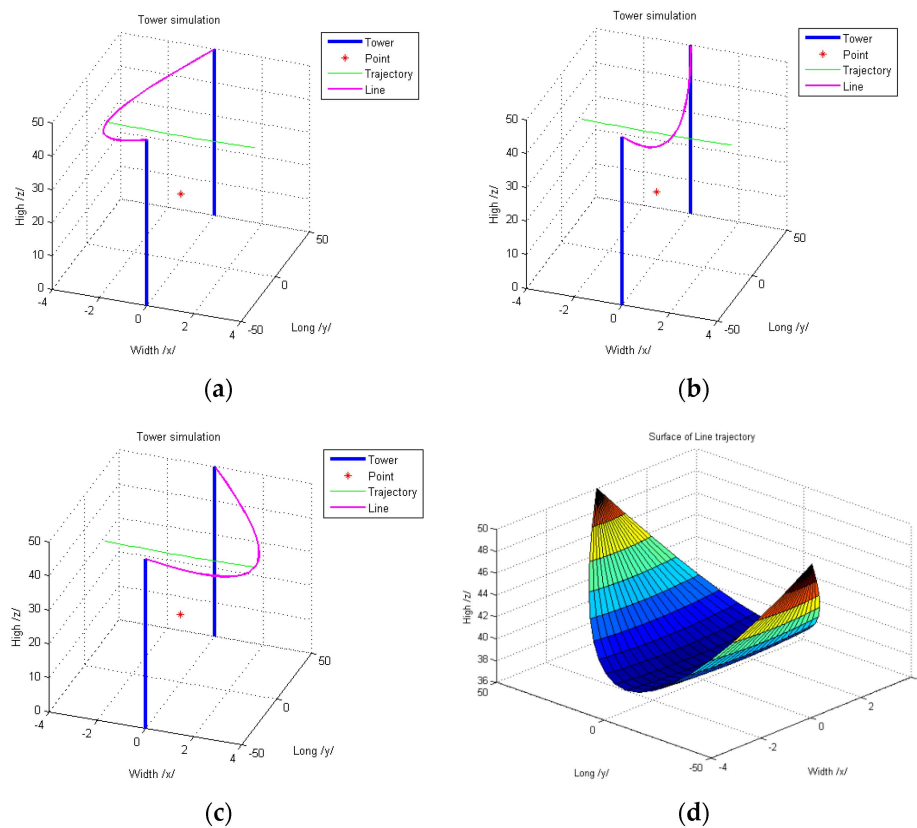 Tower simulation
Tower
Point
Trajectory
Line
50
40
30
20
10
0
High /z/
-4
-2
0
2
4
Width /x/
-50
0
50
Long /y/
(a)
Tower simulation
Tower
Point
Trajectory
Line
50
40
30
20
10
0
High /z/
-4
-2
0
2
4
Width /x/
-50
0
50
Long /y/
(b)
Tower simulation
Tower
Point
Trajectory
Line
50
40
30
20
10
0
High /z/
-4
-2
0
2
4
Width /x/
-50
0
50
Long /y/
(c)
Surface of Line trajectory
50
48
46
44
42
40
38
36
High /z/
50
0
-50
Long /y/
-4
-2
0
2
Width /x/
(d)